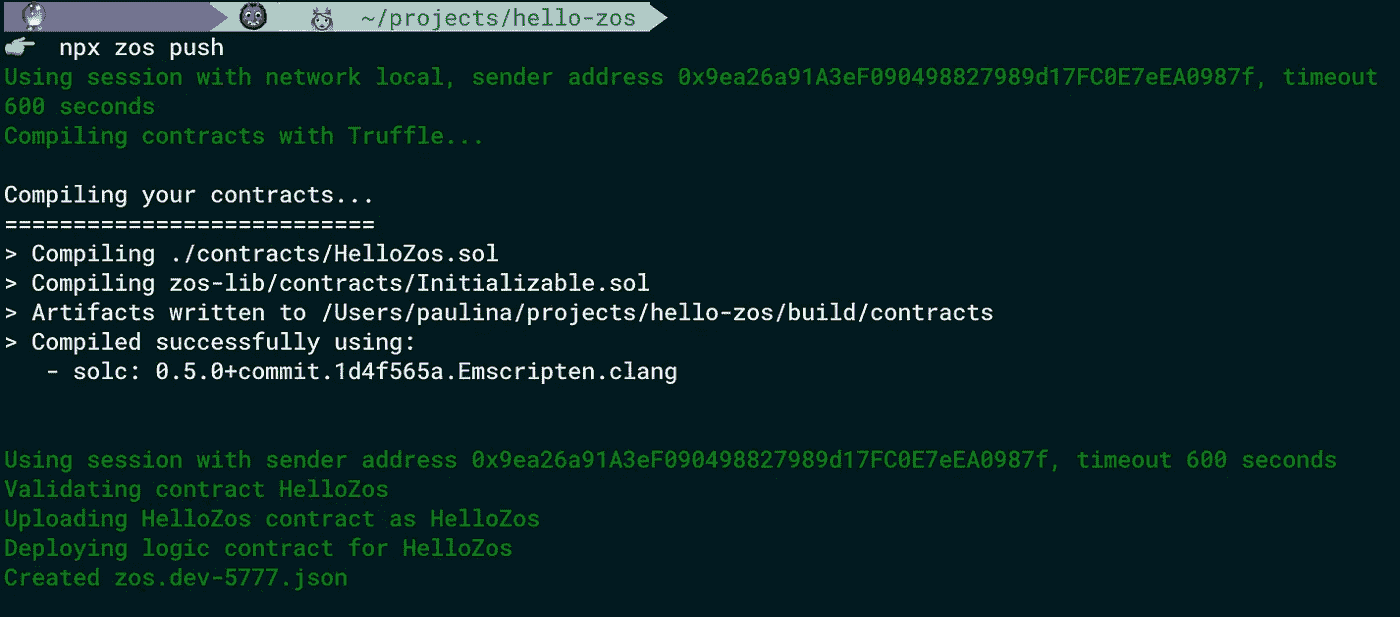 ~/projects/hello-zos
npx zos push
Using session with network local, sender address 0x9ea26a91A3eF090498827989d17FC0E7eEA0987f, timeout
600 seconds
Compiling contracts with Truffle...
Compiling your contracts...
===========================
> Compiling ./contracts/HelloZos.sol
> Compiling zos-lib/contracts/Initializable.sol
> Artifacts written to /Users/paulina/projects/hello-zos/build/contracts
> Compiled successfully using:
- solc: 0.5.0+commit.1d4f565a.Emscripten.clang
Using session with sender address 0x9ea26a91A3eF090498827989d17FC0E7eEA0987f, timeout 600 seconds
Validating contract HelloZos
Uploading HelloZos contract as HelloZos
Deploying logic contract for HelloZos
Created zos.dev-5777.json